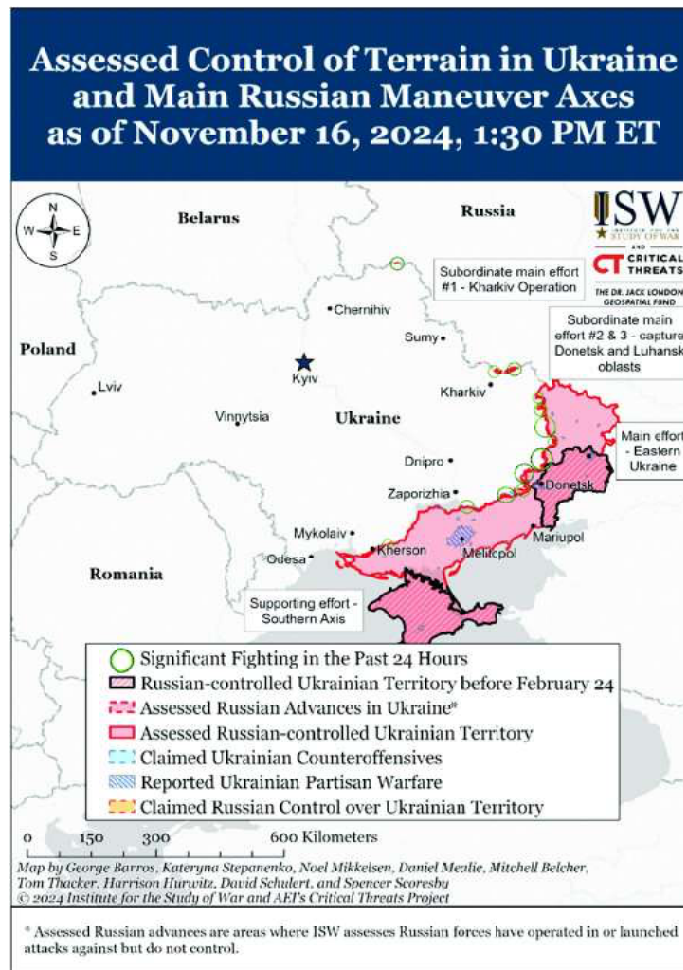 Assessed Control of Terrain in Ukraine
and Main Russian Maneuver Axes
as of November 16, 2024, 1:30 PM ET
N
W
E
S
Belarus
Russia
ISW
INSTITUTE FOR THE
STUDY OF WAR
AND
CT CRITICAL
THREATS
THE DR. JACK LONDON
GEOSPATIAL FUND
Subordinate main effort
#1 - Kharkiv Operation
Subordinate main
effort #2 & 3 - capture
Donetsk and Luhansk
oblasts
Chernihiv
Sumy
Poland
Lviv
Kyiv
Kharkiv
Vinnytsia
Ukraine
Main effort
- Eastern
Ukraine
Dnipro
Donetsk
Zaporizhia
Mykolaiv
Mariupol
Kherson
Melitopol
Odesa
Romania
Supporting effort -
Southern Axis
Significant Fighting in the Past 24 Hours
Russian-controlled Ukrainian Territory before February 24
Assessed Russian Advances in Ukraine*
Assessed Russian-controlled Ukrainian Territory
Claimed Ukrainian Counteroffensives
Reported Ukrainian Partisan Warfare
Claimed Russian Control over Ukrainian Territory
0 150 300 600 Kilometers
Map by George Barros, Kateryna Stepanenko, Noel Mikkelsen, Daniel Mealie, Mitchell Belcher,
Tom Thacker, Harrison Hurwitz, David Schulert, and Spencer Scoresby
© 2024 Institute for the Study of War and AEI's Critical Threats Project
* Assessed Russian advances are areas where ISW assesses Russian forces have operated in or launched
attacks against but do not control.